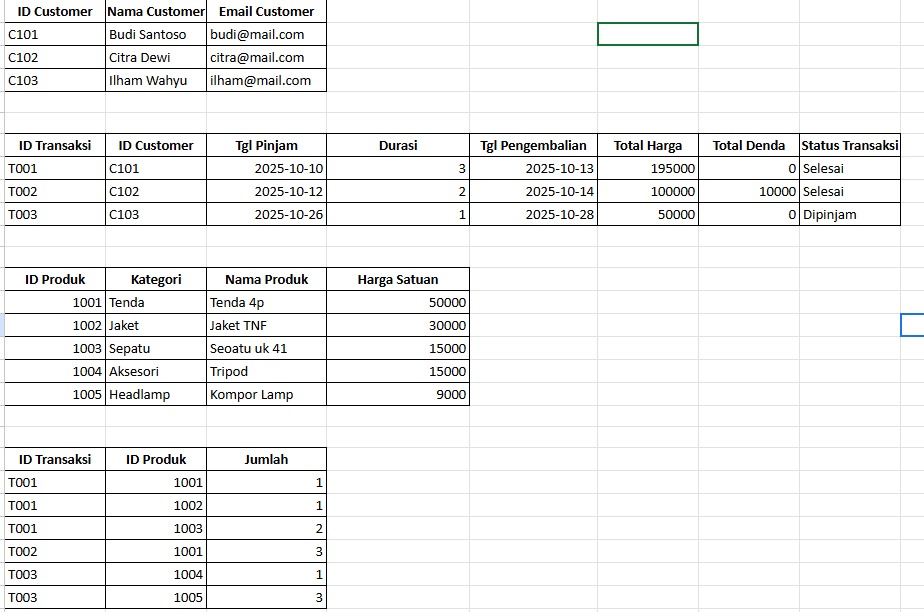 ID Customer Nama Customer Email Customer
C101 Budi Santoso budi@mail.com
C102 Citra Dewi citra@mail.com
C103 Ilham Wahyu ilham@mail.com
ID Transaksi ID Customer Tgl Pinjam Durasi Tgl Pengembalian Total Harga Total Denda Status Transaksi
T001 C101 2025-10-10 3 2025-10-13 195000 0 Selesai
T002 C102 2025-10-12 2 2025-10-14 100000 10000 Selesai
T003 C103 2025-10-26 1 2025-10-28 50000 0 Dipinjam
ID Produk Kategori Nama Produk Harga Satuan
1001 Tenda Tenda 4p 50000
1002 Jaket Jaket TNF 30000
1003 Sepatu Seoatu uk 41 15000
1004 Aksesori Tripod 15000
1005 Headlamp Kompor Lamp 9000
ID Transaksi ID Produk Jumlah
T001 1001 1
T001 1002 1
T001 1003 2
T002 1001 3
T003 1004 1
T003 1005 3